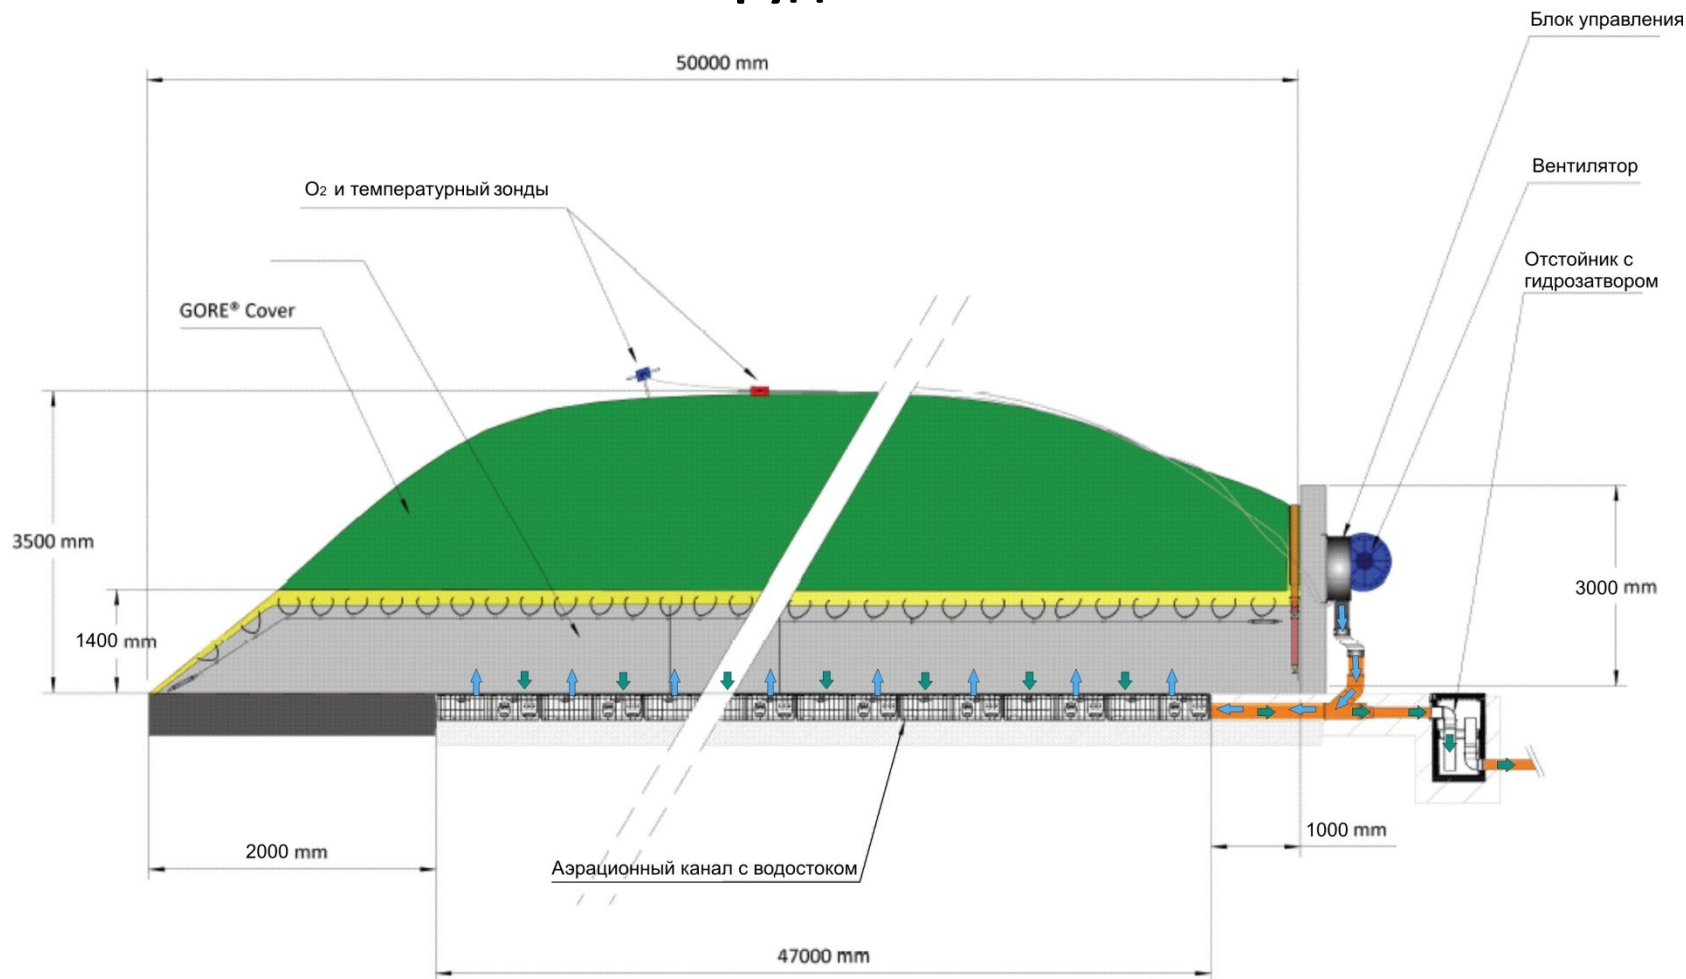 Блок управления
50000 mm
Вентилятор
O₂ и температурный зонды
Отстойник с
гидрозатвором
GORE® Cover
3500 mm
3000 mm
1400 mm
1000 mm
2000 mm
Аэрационный канал с водостоком
47000 mm